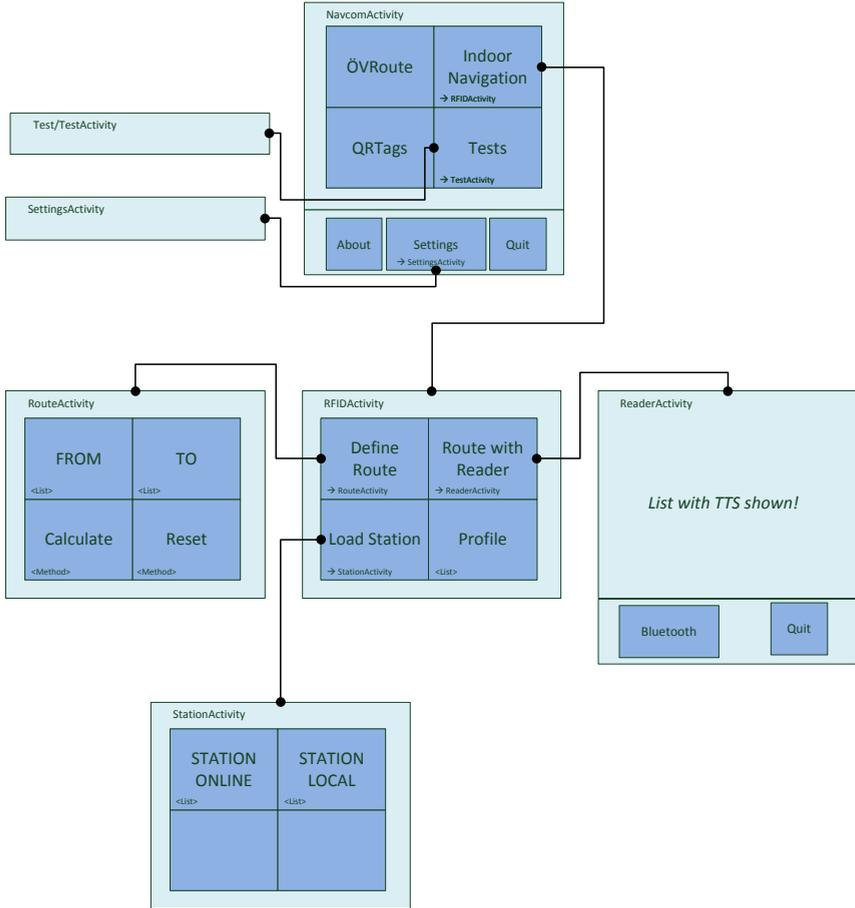 NavcomActivity
ÖVRoute
Indoor
Navigation
→ RFIDActivity
QRTags
Tests
→ TestActivity
About
Settings
→ SettingsActivity
Quit
Test/TestActivity
SettingsActivity
RouteActivity
FROM
<List>
TO
<List>
Calculate
<Method>
Reset
<Method>
RFIDActivity
Define
Route
→ RouteActivity
Route with
Reader
→ ReaderActivity
Load Station
→ StationActivity
Profile
<List>
ReaderActivity
List with TTS shown!
Bluetooth
Quit
StationActivity
STATION
ONLINE
<List>
STATION
LOCAL
<List>